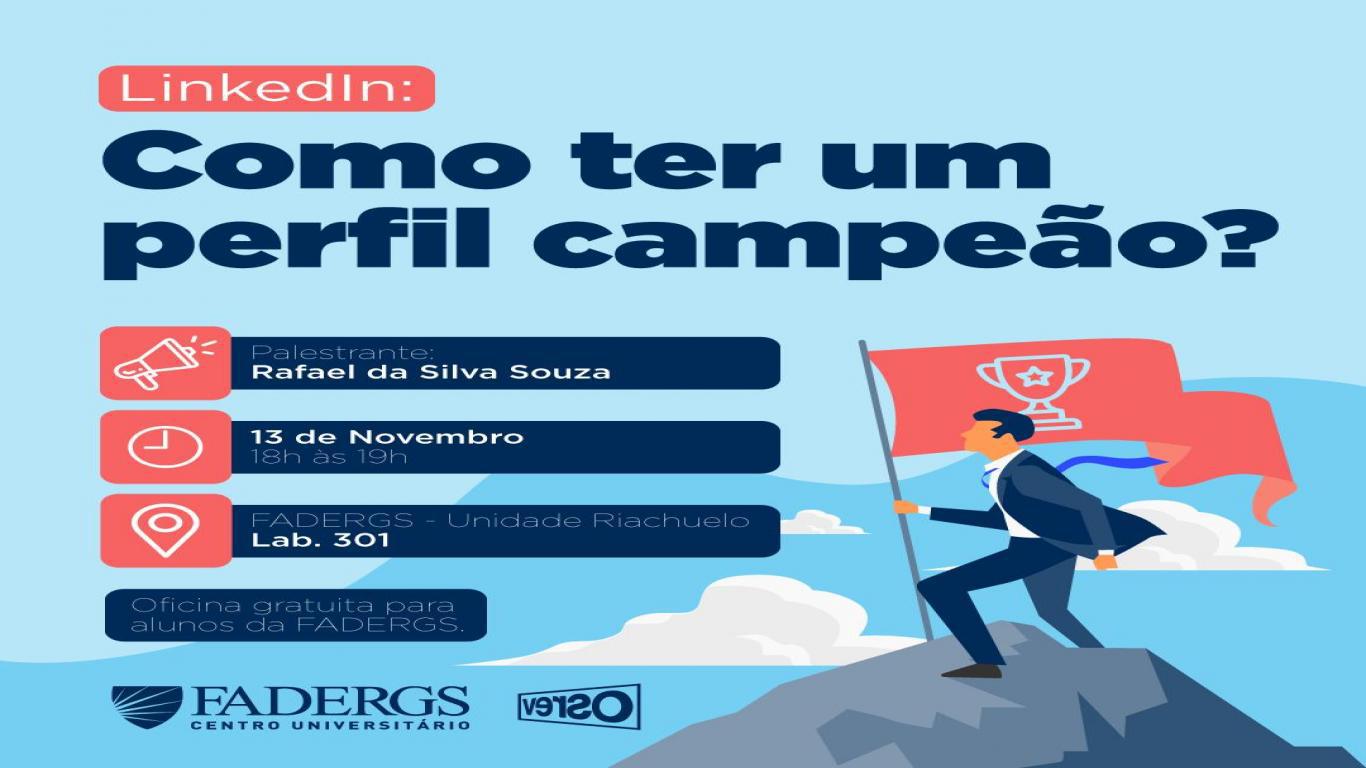 LinkedIn:
Como ter um
perfil campeão?
Palestrante:
Rafael da Silva Souza
13 de Novembro
18h às 19h
FADERGS - Unidade Riachuelo
Lab. 301
Oficina gratuita para
alunos da FADERGS.
FADERGS
CENTRO UNIVERSITÁRIO
Osrev